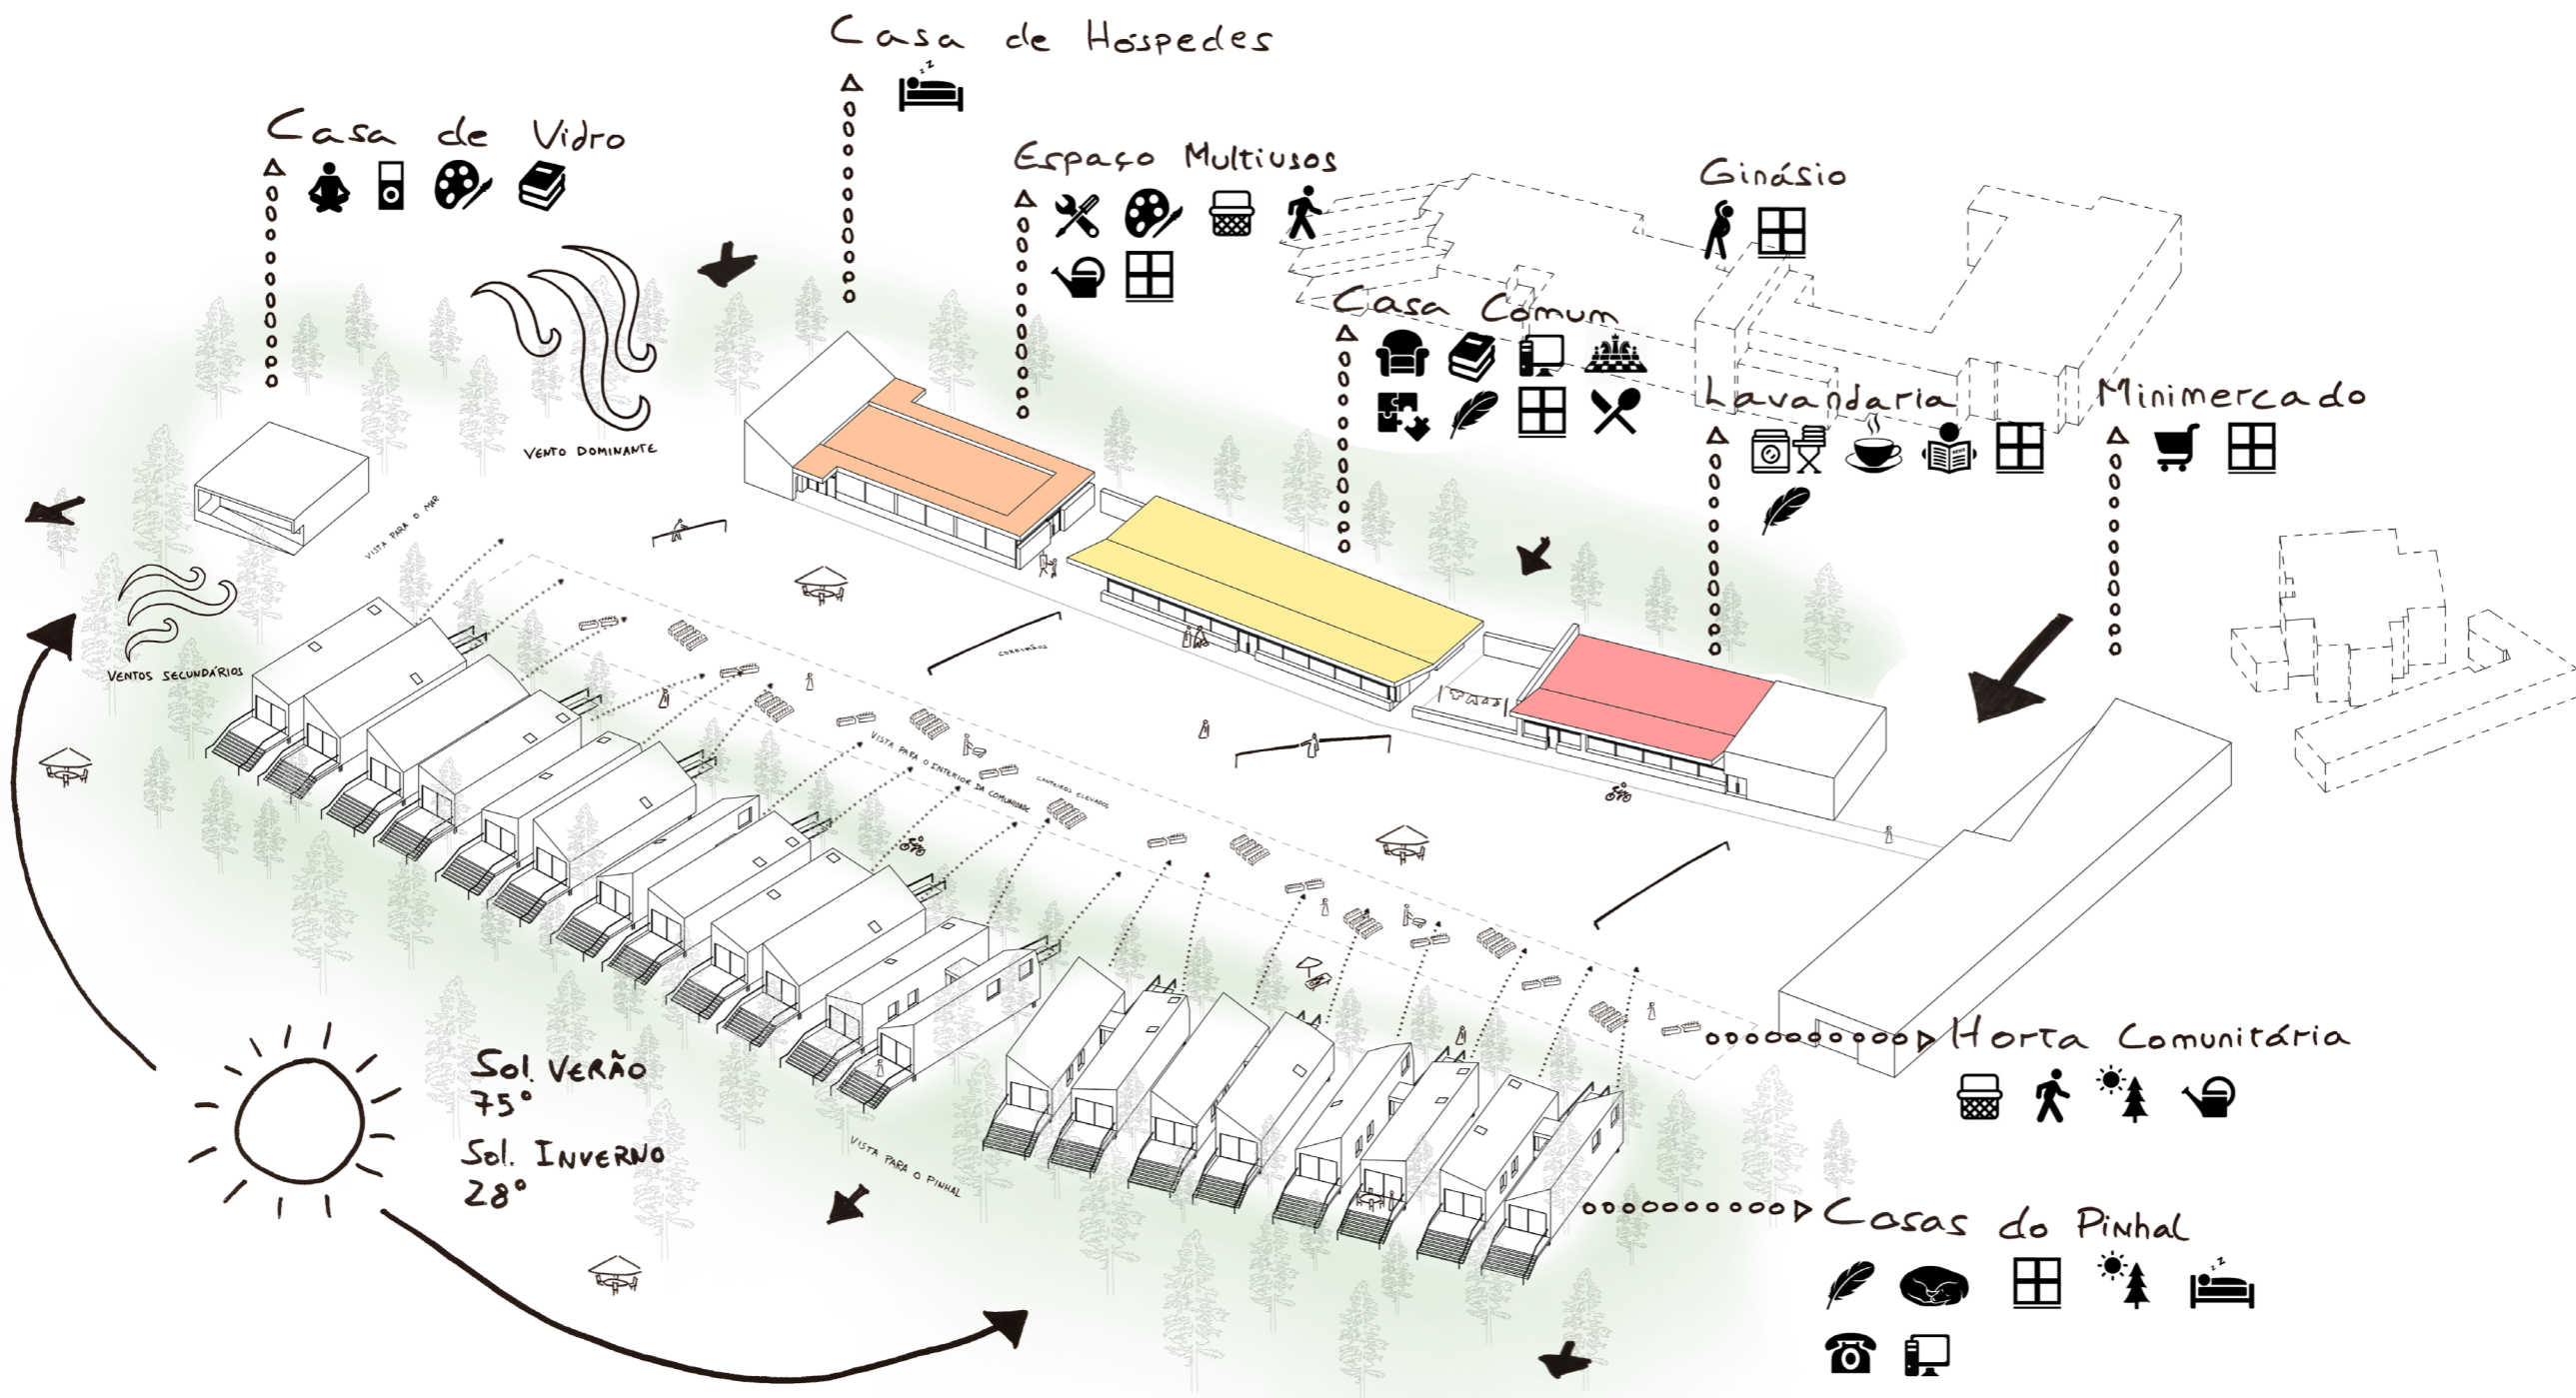 Casa de Hóspedes
Casa de Vidro
Espaço Multiusos
Ginásio
Casa Comum
Lavandaria
Minimercado
VENTO DOMINANTE
VISTA PARA O MAR
VENTOS SECUNDÁRIOS
CORRIMÃOS
VISTA PARA O INTERIOR DA COMUNIDADE
CANTEIROS ELEVADOS
Horta Comunitária
Sol. VERÃO
75°
Sol. INVERNO
28°
VISTA PARA O PINHAL
Casas do Pinhal